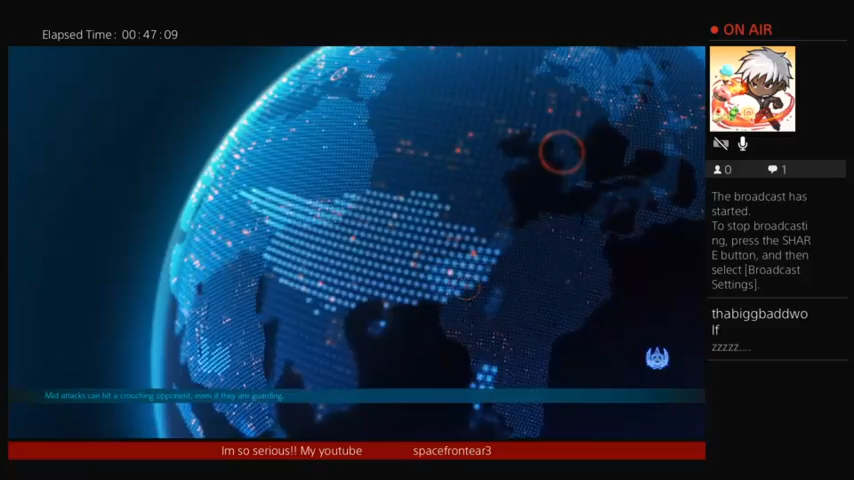 Elapsed Time: 00:47:09
ON AIR
0 1
The broadcast has
started.
To stop broadcasti
ng, press the SHAR
E button, and then
select [Broadcast
Settings].
thabiggbaddwo
lf
zzzzz....
Mid attacks can hit a crouching opponent, even if they are guarding.
Im so serious!! My youtube spacefrontear3